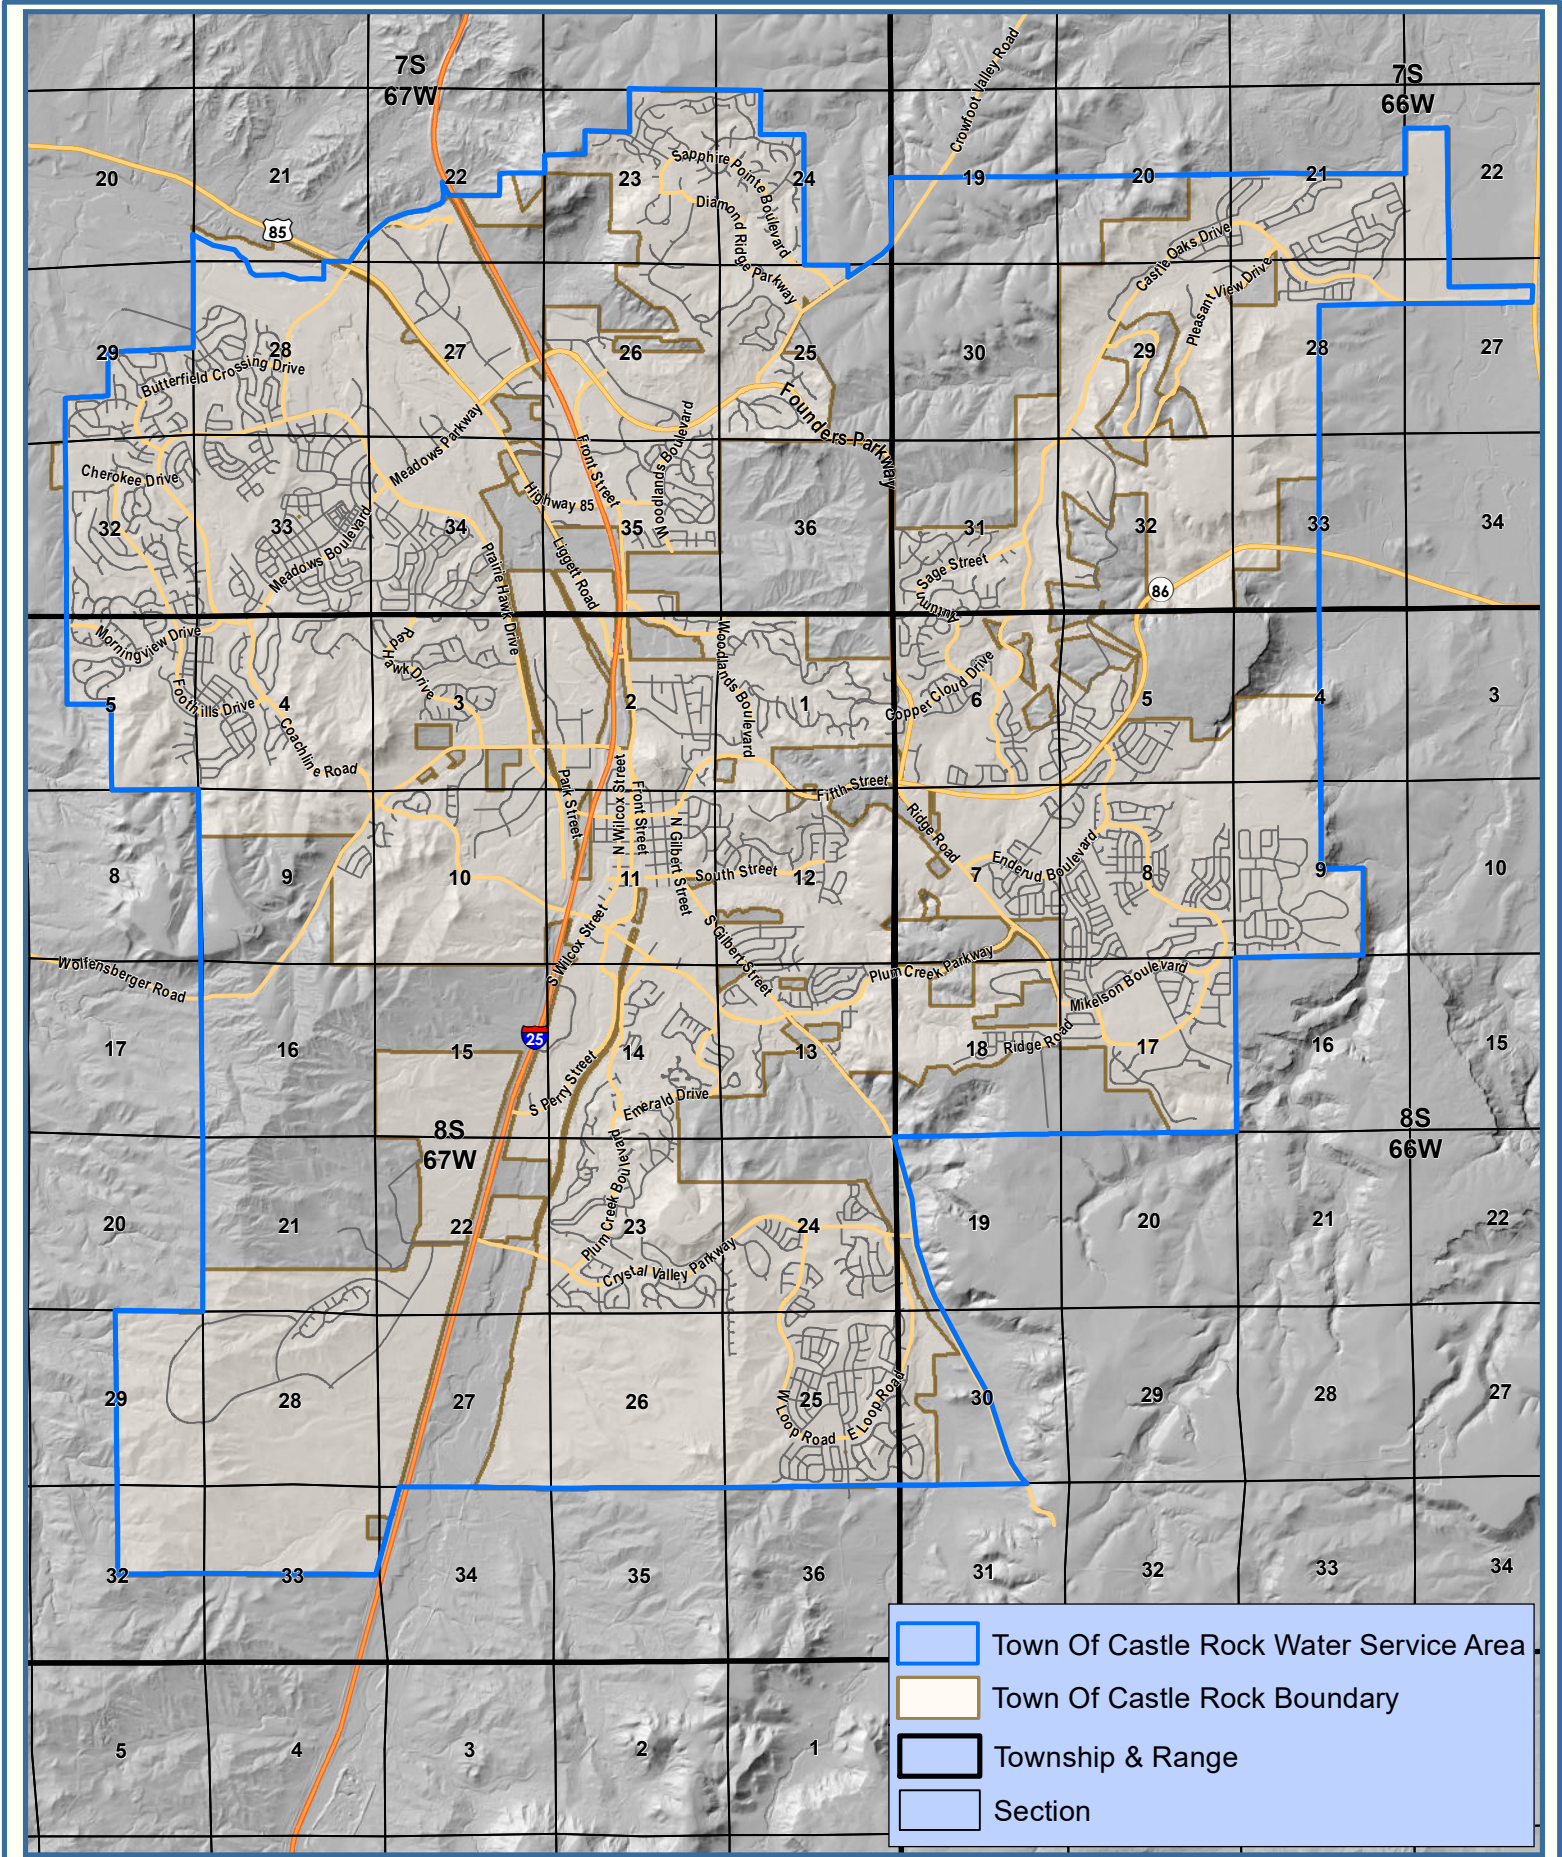 7S
67W
7S
66W
Crowfoot Valley Road
20
21
22
23
24
19
20
21
22
85
Sapphire Pointe Boulevard
Diamond Ridge Parkway
Castle Oaks Drive
Pleasant View Drive
29
28
27
26
25
30
29
28
27
Butterfield Crossing Drive
Meadows Parkway
Founders Parkway
Front Street
Woodlands Boulevard
Cherokee Drive
Highway 85
32
33
34
35
36
31
32
33
34
Meadows Boulevard
Prairie Hawk Drive
Liggett Road
Sage Street
Autumn
86
Morningview Drive
Red Hawk Drive
Woodlands Boulevard
Foothills Drive
Copper Cloud Drive
5
4
3
2
1
6
5
4
3
Coachline Road
Park Street
N Wilcox Street
Front Street
N Gilbert Street
Fifth Street
Ridge Road
Enderud Boulevard
8
9
10
11
South Street
12
7
8
9
10
S Wilcox Street
S Gilbert Street
Plum Creek Parkway
Mikelson Boulevard
Wolfensberger Road
25
17
16
15
14
13
18
Ridge Road
17
16
15
S Perry Street
Emerald Drive
8S
67W
8S
66W
Plum Creek Boulevard
20
21
22
23
24
19
20
21
22
Crystal Valley Parkway
29
28
27
26
25
30
29
28
27
W Loop Road
E Loop Road
32
33
34
35
36
31
32
33
34
5
4
3
2
1
Town Of Castle Rock Water Service Area
Town Of Castle Rock Boundary
Township & Range
Section